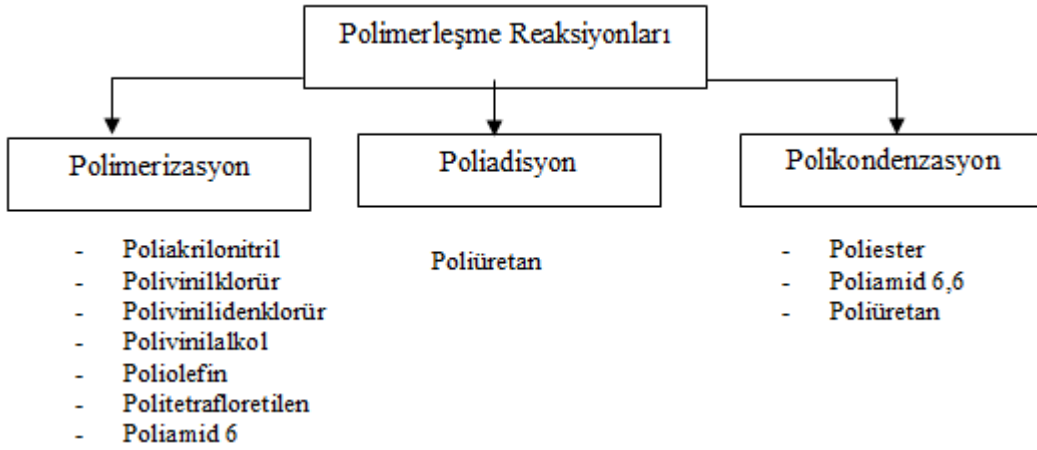 Polimerleşme Reaksiyonları
Polimerizasyon
Poliadisyon
Polikondenzasyon
- Poliakrilonitril
- Polivinilklorür
- Polivinilidenklorür
- Polivinilalkol
- Poliolefin
- Politetrafloretilen
- Poliamid 6
Poliüretan
- Poliester
- Poliamid 6,6
- Poliüretan